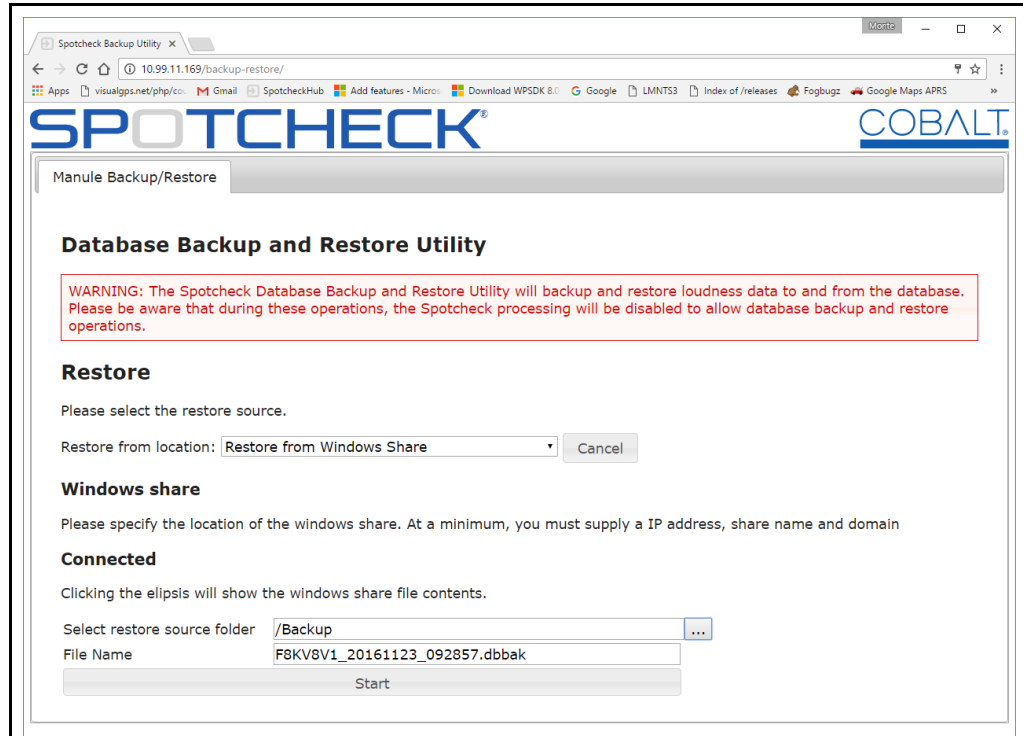 Monte
Spotcheck Backup Utility
10.99.11.169/backup-restore/
Apps visualgps.net/php/cou Gmail SpotcheckHub Add features - Micros Download WPSDK 8.0 Google LMNTS3 Index of /releases Fogbugz Google Maps APRS »
SPOTCHECK® COBALT®
Manule Backup/Restore
Database Backup and Restore Utility
WARNING: The Spotcheck Database Backup and Restore Utility will backup and restore loudness data to and from the database.
Please be aware that during these operations, the Spotcheck processing will be disabled to allow database backup and restore
operations.
Restore
Please select the restore source.
Restore from location: Restore from Windows Share Cancel
Windows share
Please specify the location of the windows share. At a minimum, you must supply a IP address, share name and domain
Connected
Clicking the elipsis will show the windows share file contents.
Select restore source folder /Backup ...
File Name F8KV8V1_20161123_092857.dbbak
Start